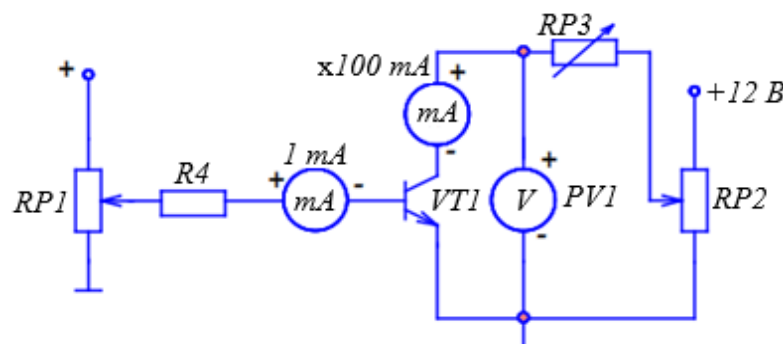 RP3
x100 mA
+
+
mA
+12 В
-
1 mA
R4
+
-
+
RP1
mA
VT1
V
PV1
RP2
-